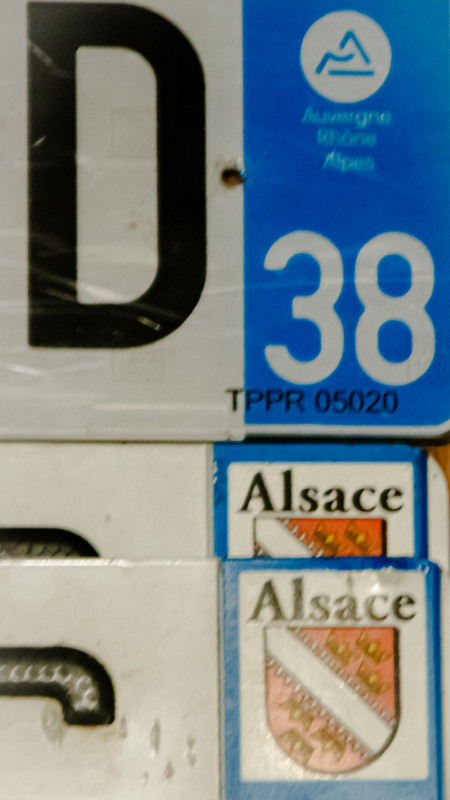 D
Auvergne
Rhône
Alpes
38
TPPR 05020
Alsace
Alsace